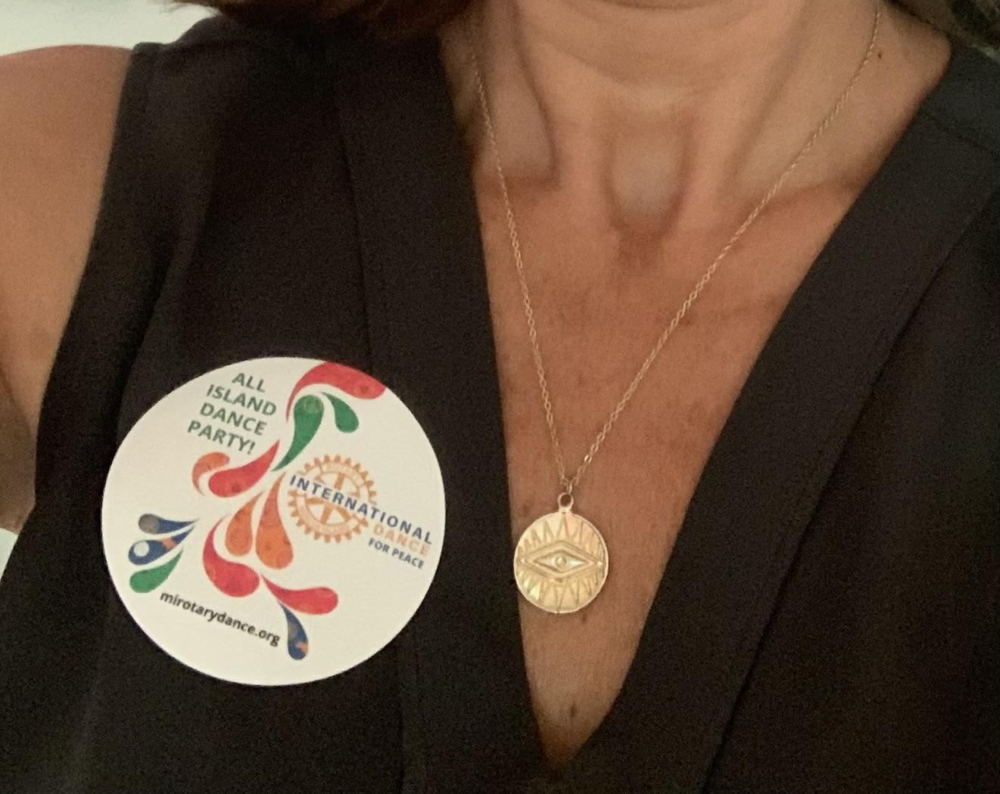 ALL
ISLAND
DANCE
PARTY!
INTERNATIONAL
DANCE
FOR PEACE
mirotarydance.org